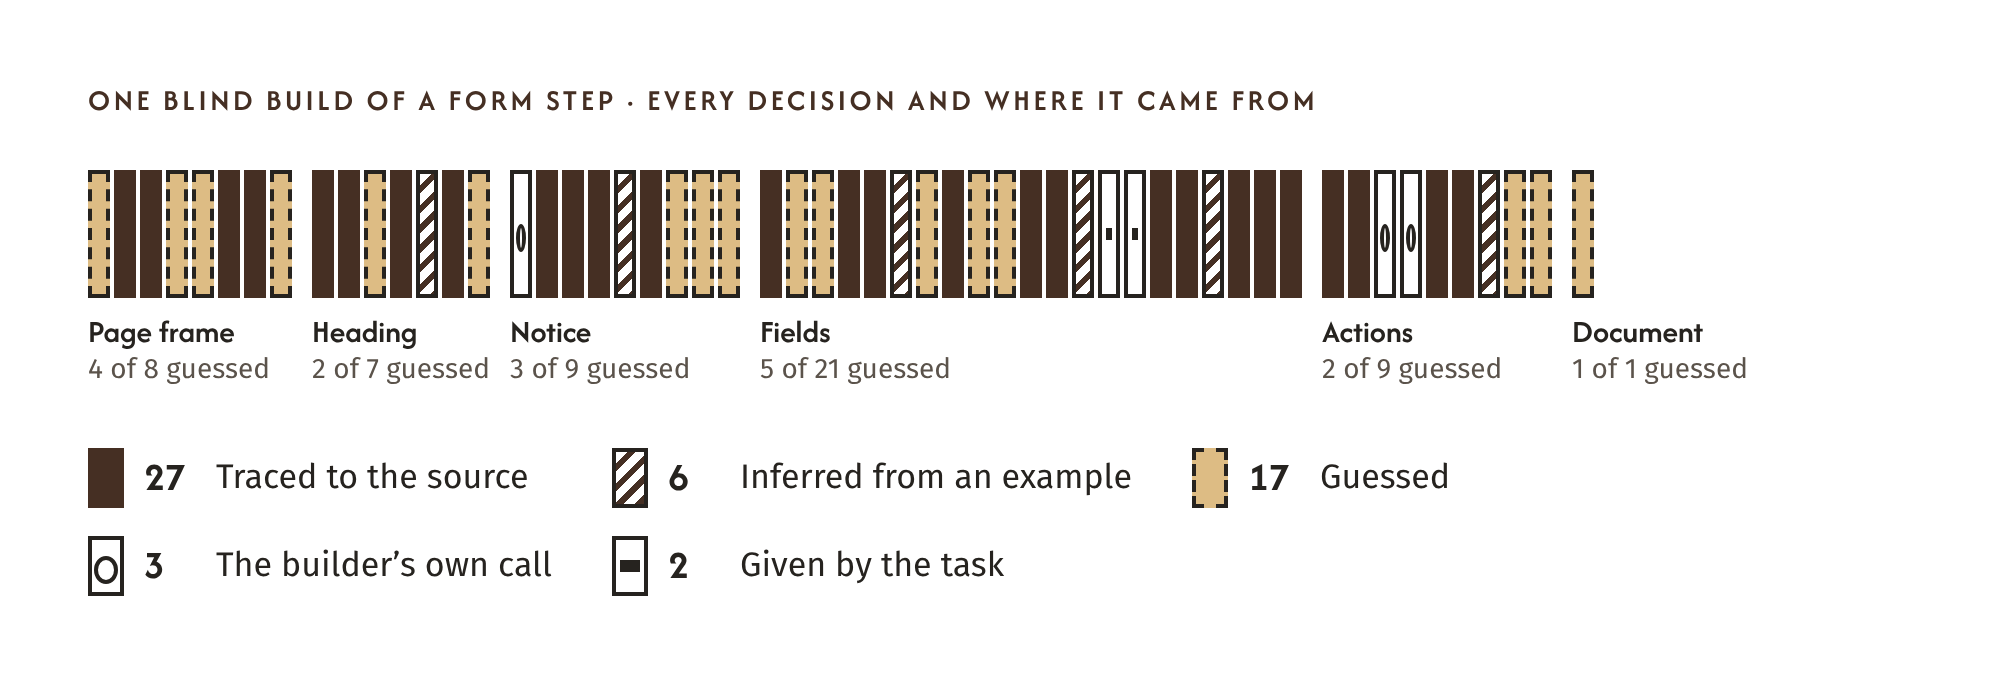 ONE BLIND BUILD OF A FORM STEP · EVERY DECISION AND WHERE IT CAME FROM
Page frame
4 of 8 guessed
Heading
2 of 7 guessed
Notice
3 of 9 guessed
Fields
5 of 21 guessed
Actions
2 of 9 guessed
Document
1 of 1 guessed
27 Traced to the source
6 Inferred from an example
17 Guessed
3 The builder’s own call
2 Given by the task